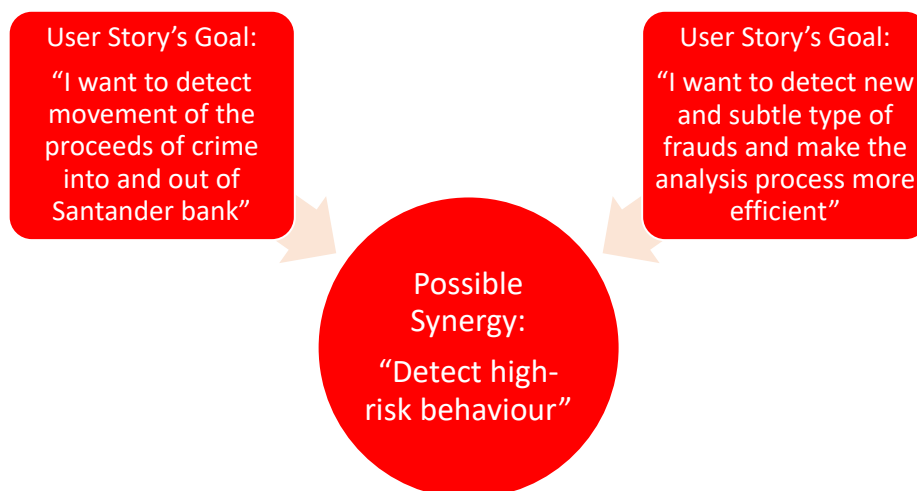 User Story's Goal:
“I want to detect
movement of the
proceeds of crime
into and out of
Santander bank”
User Story's Goal:
“I want to detect new
and subtle type of
frauds and make the
analysis process more
efficient”
Possible
Synergy:
“Detect high-
risk behaviour”